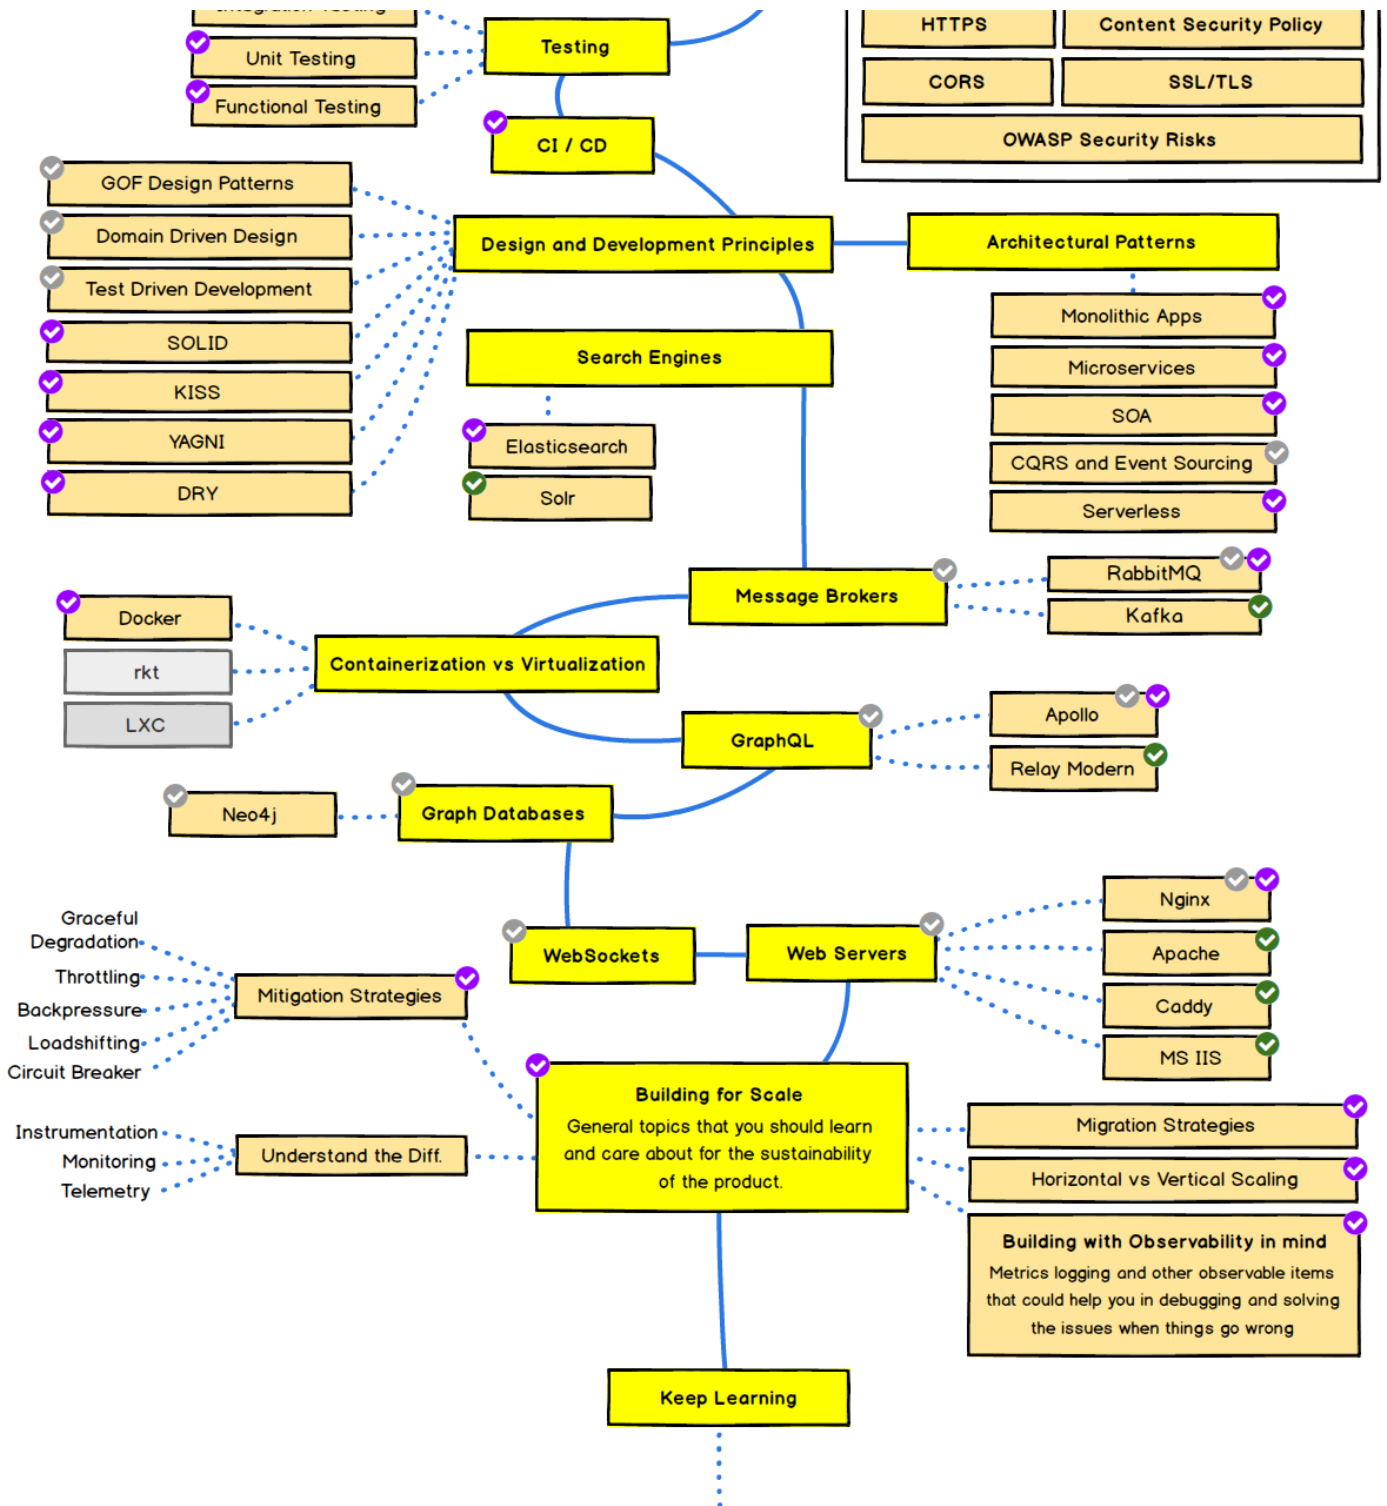 Integration Testing
Unit Testing
Functional Testing
Testing
CI / CD
HTTPS
Content Security Policy
CORS
SSL/TLS
OWASP Security Risks
GOF Design Patterns
Domain Driven Design
Test Driven Development
SOLID
KISS
YAGNI
DRY
Design and Development Principles
Architectural Patterns
Monolithic Apps
Microservices
SOA
CQRS and Event Sourcing
Serverless
Search Engines
Elasticsearch
Solr
Message Brokers
RabbitMQ
Kafka
Docker
rkt
LXC
Containerization vs Virtualization
GraphQL
Apollo
Relay Modern
Neo4j
Graph Databases
WebSockets
Web Servers
Nginx
Apache
Caddy
MS IIS
Graceful
Degradation
Throttling
Backpressure
Loadshifting
Circuit Breaker
Mitigation Strategies
Instrumentation
Monitoring
Telemetry
Understand the Diff.
Building for Scale
General topics that you should learn
and care about for the sustainability
of the product.
Migration Strategies
Horizontal vs Vertical Scaling
Building with Observability in mind
Metrics logging and other observable items
that could help you in debugging and solving
the issues when things go wrong
Keep Learning